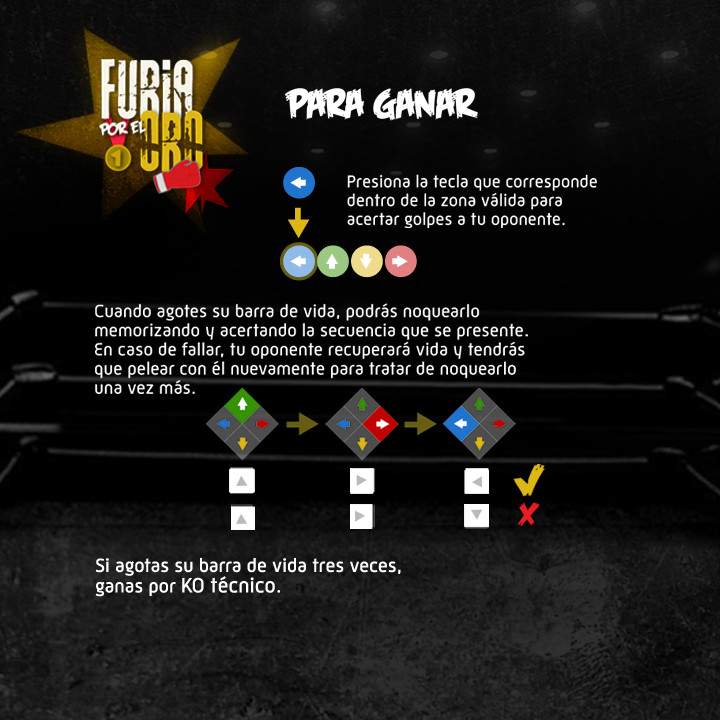 FURIA
POR EL
ORO
1
PARA GANAR
Presiona la tecla que corresponde
dentro de la zona válida para
acertar golpes a tu oponente.
Cuando agotes su barra de vida, podrás noquearlo
memorizando y acertando la secuencia que se presente.
En caso de fallar, tu oponente recuperará vida y tendrás
que pelear con él nuevamente para tratar de noquearlo
una vez más.
Si agotas su barra de vida tres veces,
ganas por KO técnico.